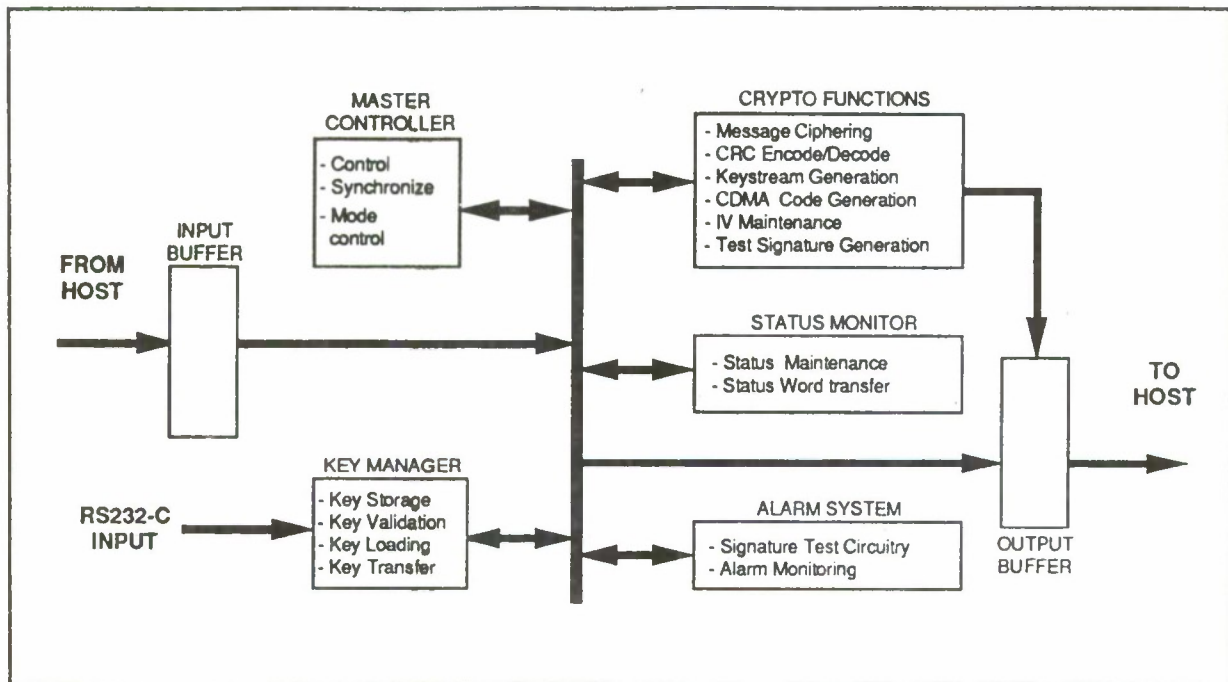 MASTER
CONTROLLER
- Control
- Synchronize
- Mode
control
INPUT
BUFFER
FROM
HOST
KEY MANAGER
- Key Storage
- Key Validation
- Key Loading
- Key Transfer
RS232-C
INPUT
CRYPTO FUNCTIONS
- Message Ciphering
- CRC Encode/Decode
- Keystream Generation
- CDMA Code Generation
- IV Maintenance
- Test Signature Generation
STATUS MONITOR
- Status Maintenance
- Status Word transfer
ALARM SYSTEM
- Signature Test Circuitry
- Alarm Monitoring
TO
HOST
OUTPUT
BUFFER